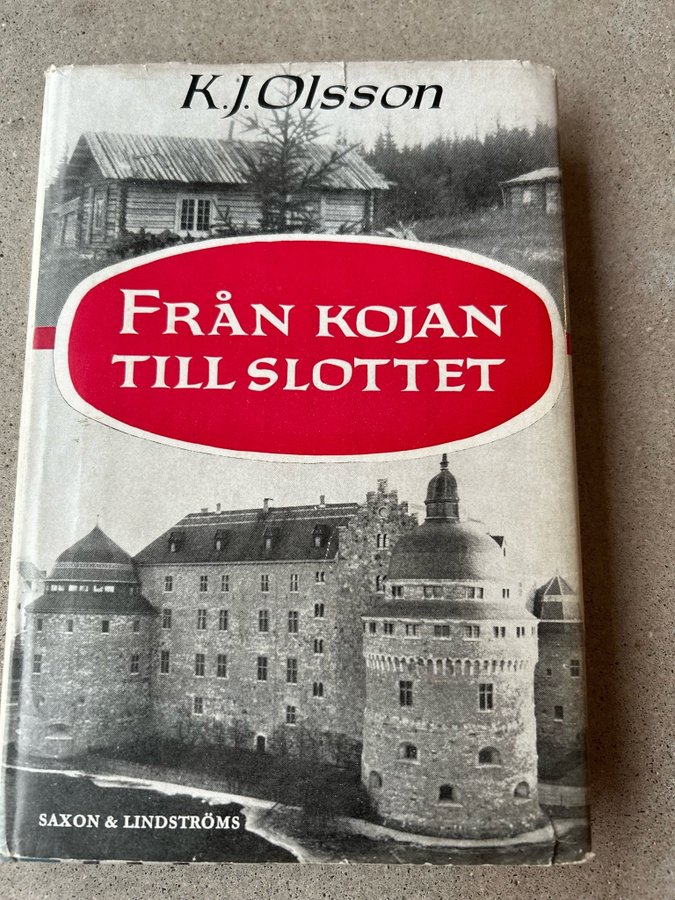 K.J.Olsson
FRÅN KOJAN
TILL SLOTTET
SAXON & LINDSTRÖMS